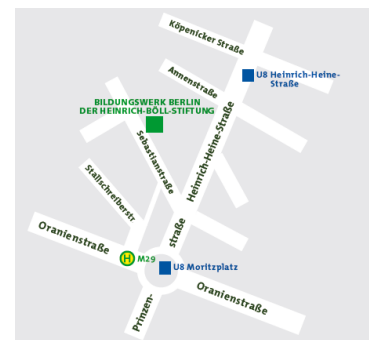 Köpenicker Straße
U8 Heinrich-Heine-
Straße
Annenstraße
BILDUNGSWERK BERLIN
DER HEINRICH-BÖLL-STIFTUNG
Heinrich-Heine-Straße
Sebastianstraße
Stallschreiberstr
Oranienstraße
straße
H M29
U8 Moritzplatz
Oranienstraße
Prinzen-